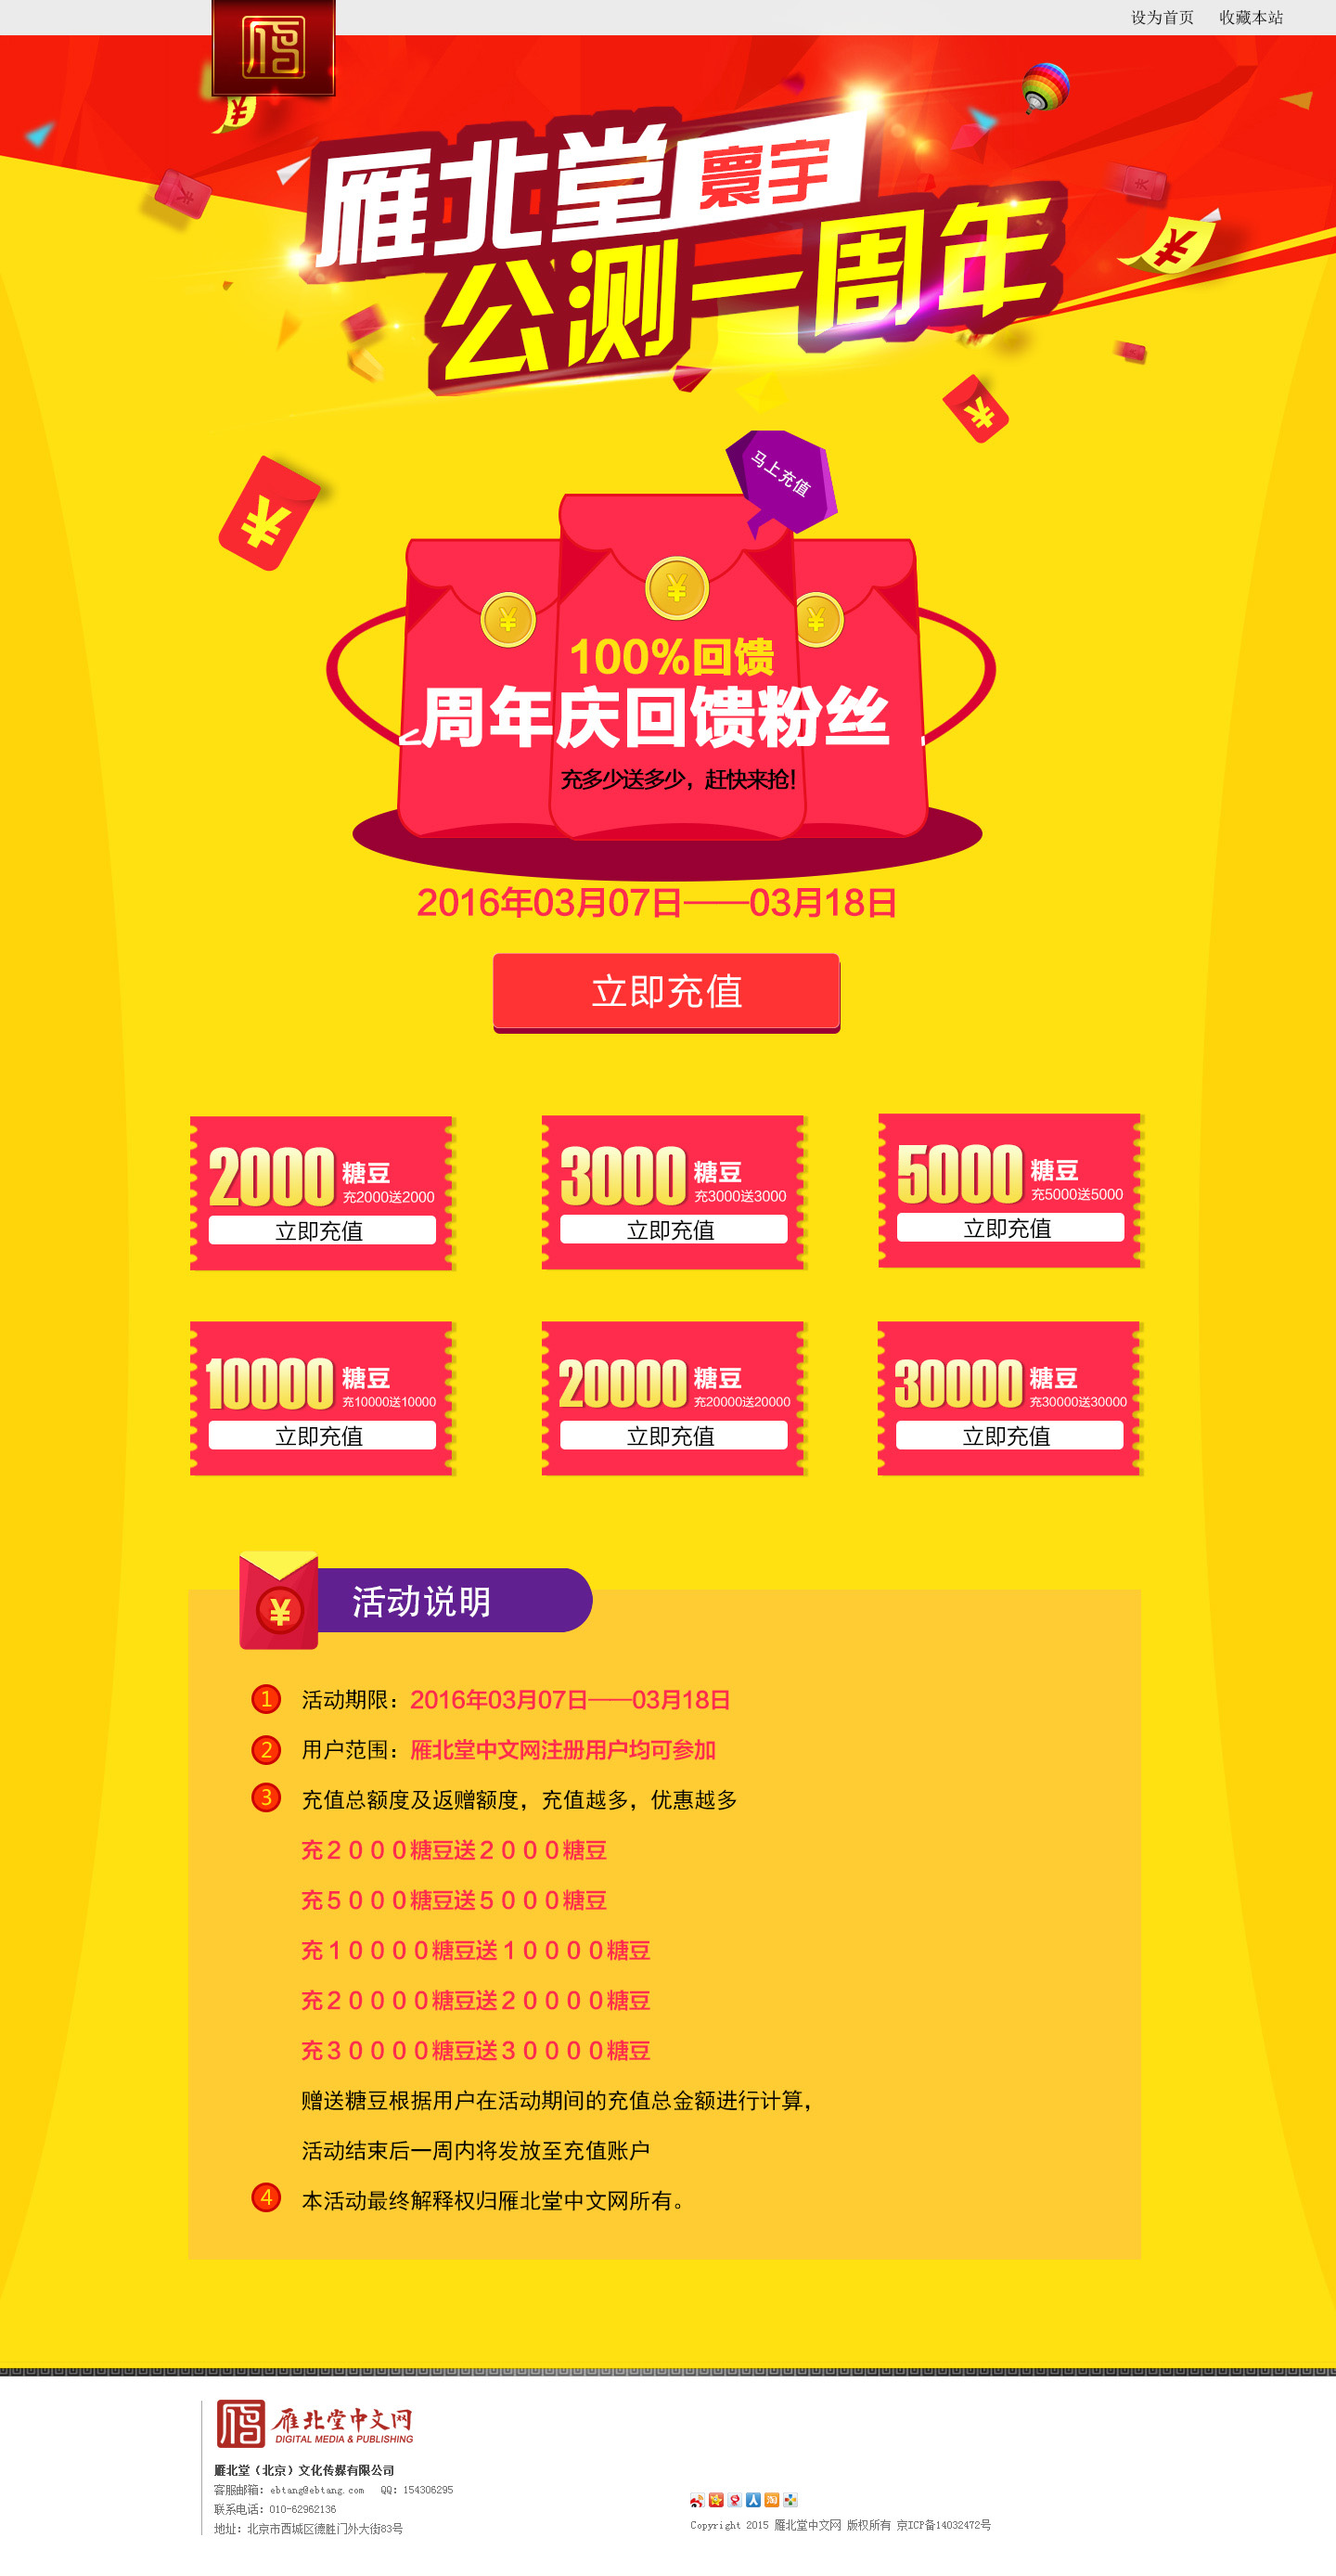 设为首页 收藏本站
雁北堂寰宇
公测一周年
马上充值
100%回馈
周年庆回馈粉丝
充多少送多少，赶快来抢！
2016年03月07日——03月18日
立即充值
2000 糖豆
充2000送2000
立即充值
3000 糖豆
充3000送3000
立即充值
5000 糖豆
充5000送5000
立即充值
10000 糖豆
充10000送10000
立即充值
20000 糖豆
充20000送20000
立即充值
30000 糖豆
充30000送30000
立即充值
¥ 活动说明
1 活动期限：2016年03月07日——03月18日
2 用户范围：雁北堂中文网注册用户均可参加
3 充值总额度及返赠额度，充值越多，优惠越多
充２０００糖豆送２０００糖豆
充５０００糖豆送５０００糖豆
充１００００糖豆送１００００糖豆
充２００００糖豆送２００００糖豆
充３００００糖豆送３００００糖豆
赠送糖豆根据用户在活动期间的充值总金额进行计算，
活动结束后一周内将发放至充值账户
4 本活动最终解释权归雁北堂中文网所有。
雁北堂中文网
DIGITAL MEDIA & PUBLISHING
雁北堂（北京）文化传媒有限公司
客服邮箱：ebtang@ebtang.com QQ：154306295
联系电话：010-62962136
地址：北京市西城区德胜门外大街83号
Copyright 2015 雁北堂中文网 版权所有 京ICP备14032472号